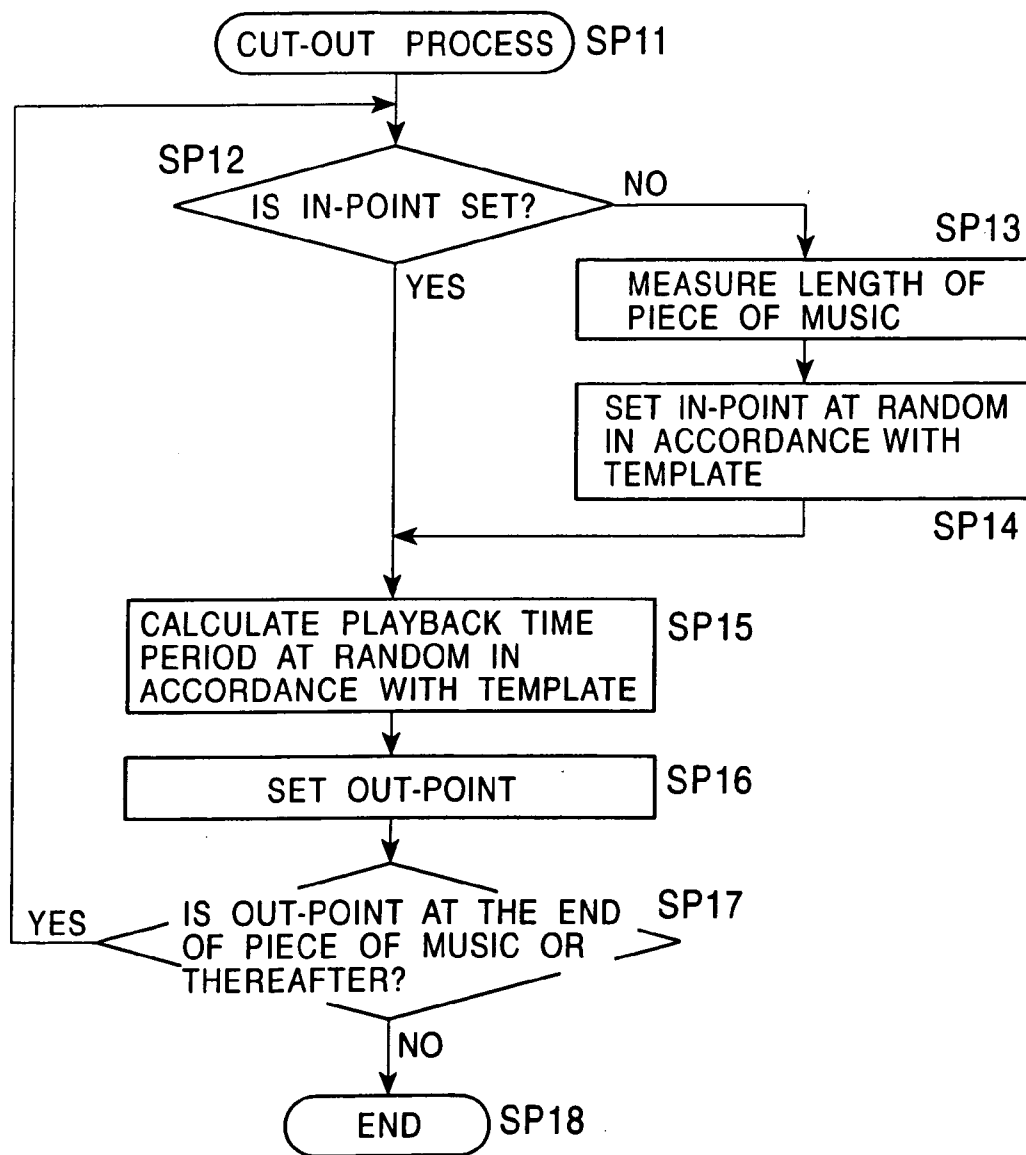 CUT-OUT PROCESS
SP11
SP12
IS IN-POINT SET?
NO
YES
SP13
MEASURE LENGTH OF
PIECE OF MUSIC
SET IN-POINT AT RANDOM
IN ACCORDANCE WITH
TEMPLATE
SP14
CALCULATE PLAYBACK TIME
PERIOD AT RANDOM IN
ACCORDANCE WITH TEMPLATE
SP15
SET OUT-POINT
SP16
YES
IS OUT-POINT AT THE END
OF PIECE OF MUSIC OR
THEREAFTER?
SP17
NO
END
SP18